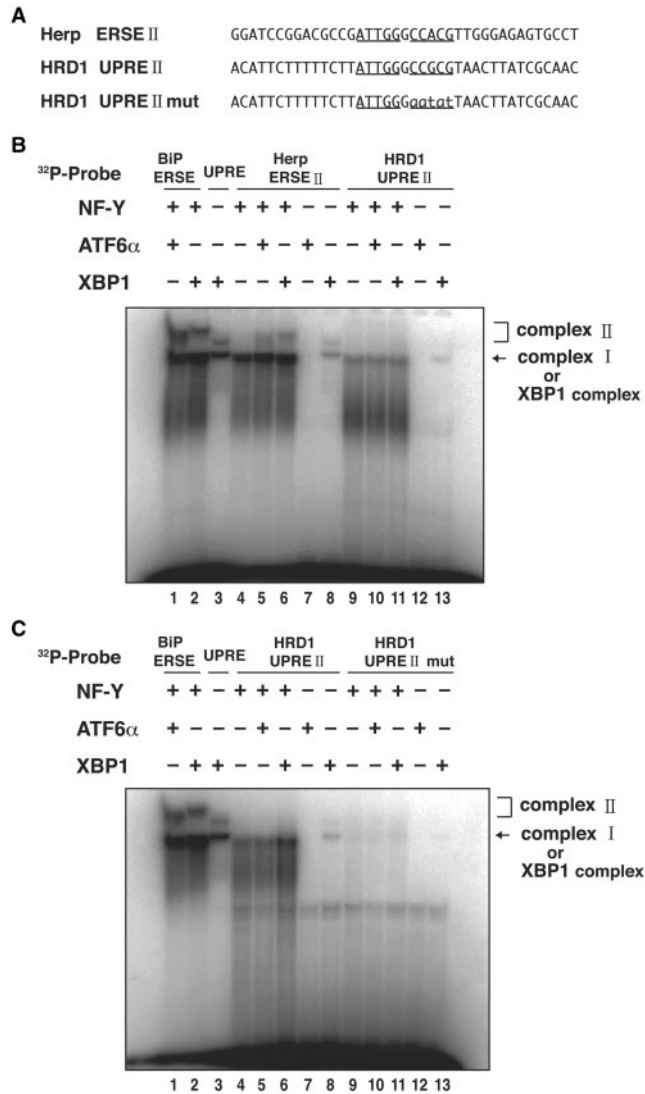 A
Herp ERSE Ⅱ GGATCCGGACGCCGATTGGGCCACGTTGGGAGAGTGCCT
HRD1 UPRE Ⅱ ACATTCTTTTTCTTATTGGGCCGCGTAACTTATCGCAAC
HRD1 UPRE Ⅱ mut ACATTCTTTTTCTTATTGGGaatatTAACTTATCGCAAC
B
³²P-Probe BiP ERSE UPRE Herp ERSE Ⅱ HRD1 UPRE Ⅱ
NF-Y + + − + + + − − + + + − −
ATF6α + − − − + − + − − + − + −
XBP1 − + + − − + − + − − + − +
complex Ⅱ
complex Ⅰ
or
XBP1 complex
1 2 3 4 5 6 7 8 9 10 11 12 13
C
³²P-Probe BiP ERSE UPRE HRD1 UPRE Ⅱ HRD1 UPRE Ⅱ mut
NF-Y + + − + + + − − + + + − −
ATF6α + − − − + − + − − + − + −
XBP1 − + + − − + − + − − + − +
complex Ⅱ
complex Ⅰ
or
XBP1 complex
1 2 3 4 5 6 7 8 9 10 11 12 13